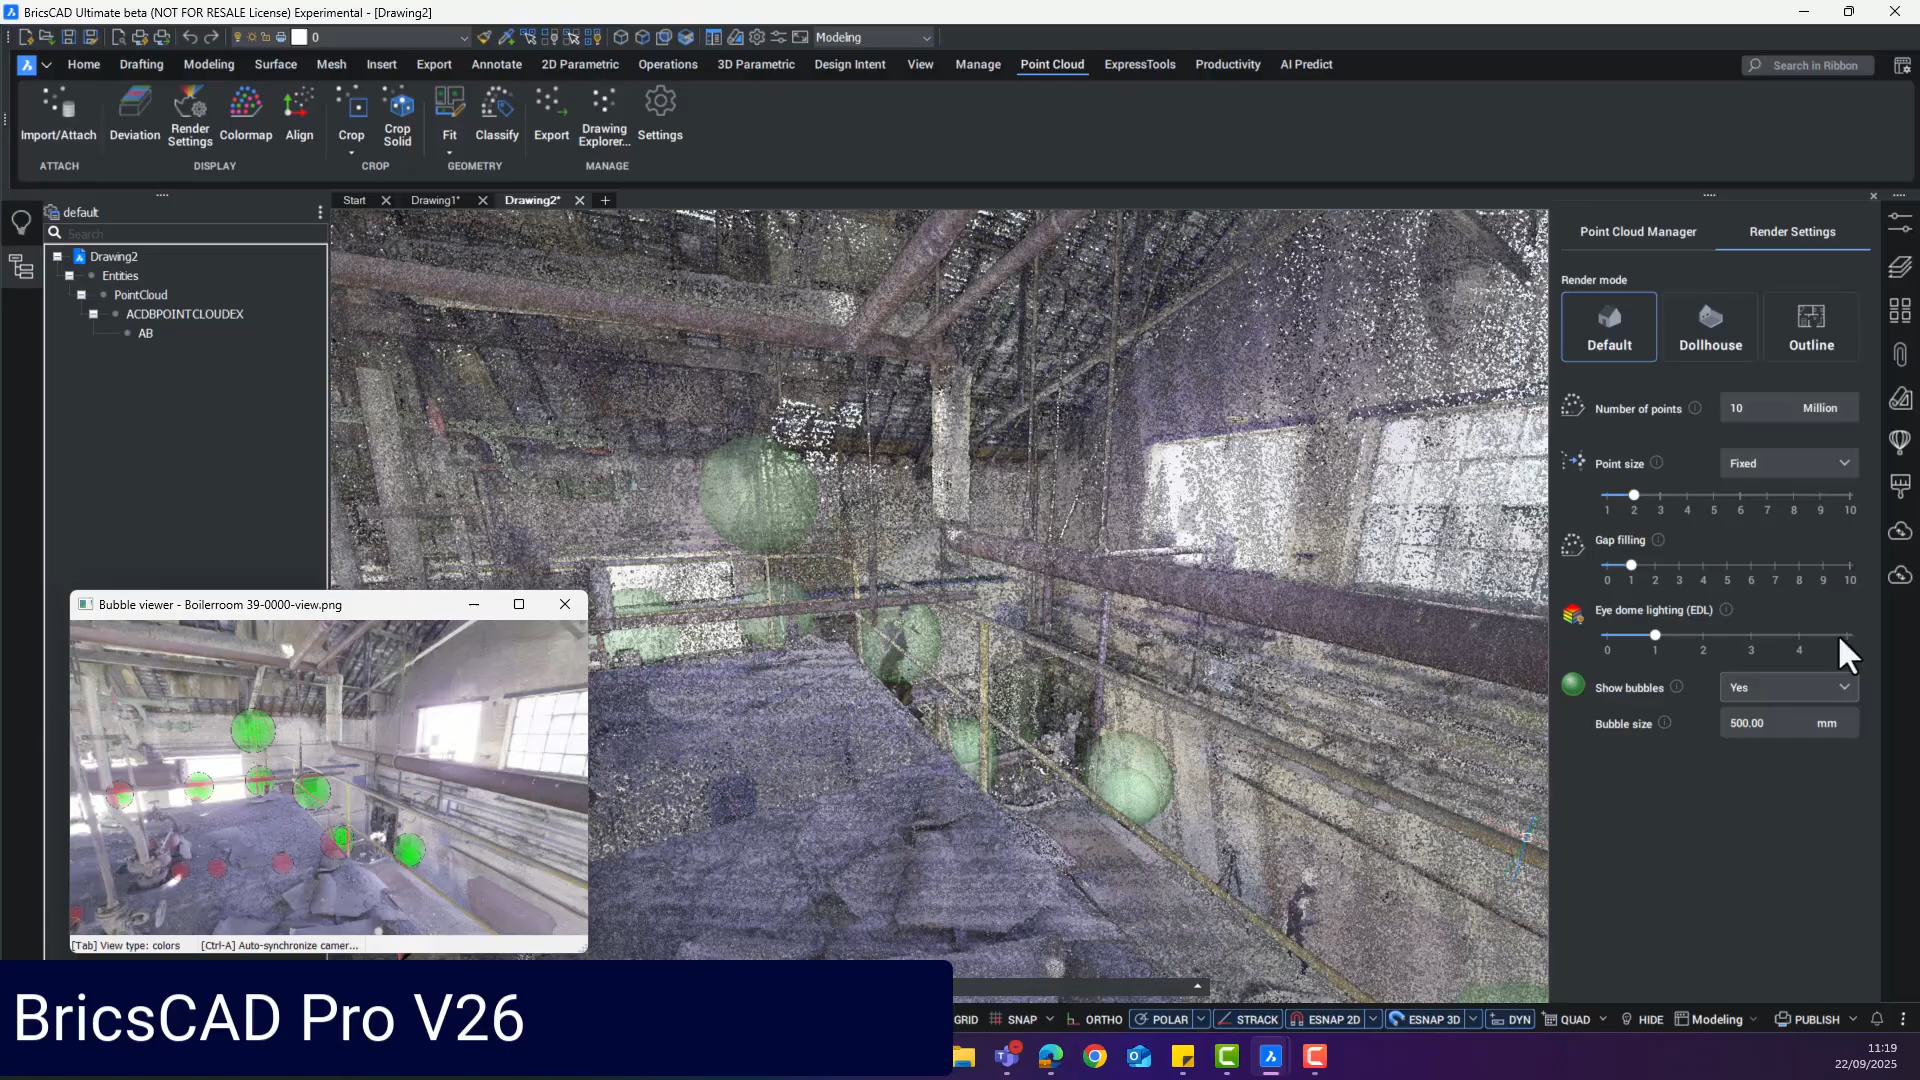 BricsCAD Ultimate beta (NOT FOR RESALE License) Experimental - [Drawing2]
0
Modeling
Home Drafting Modeling Surface Mesh Insert Export Annotate 2D Parametric Operations 3D Parametric Design Intent View Manage Point Cloud ExpressTools Productivity AI Predict
Search in Ribbon
Import/Attach
Deviation
Render Settings
Colormap
Align
Crop
Crop Solid
Fit
Classify
Export
Drawing Explorer...
Settings
ATTACH DISPLAY CROP GEOMETRY MANAGE
default
Start Drawing1* Drawing2*
Search
Drawing2
Entities
PointCloud
ACDBPOINTCLOUDEX
AB
Point Cloud Manager Render Settings
Render mode
Default Dollhouse Outline
Number of points 10 Million
Point size Fixed
1 2 3 4 5 6 7 8 9 10
Gap filling
0 1 2 3 4 5 6 7 8 9 10
Eye dome lighting (EDL)
0 1 2 3 4
Show bubbles Yes
Bubble size 500.00 mm
Bubble viewer - Boilerroom 39-0000-view.png
[Tab] View type: colors [Ctrl-A] Auto-synchronize camer...
BricsCAD Pro V26
GRID SNAP ORTHO POLAR STRACK ESNAP 2D ESNAP 3D DYN QUAD HIDE Modeling PUBLISH
11:19
22/09/2025